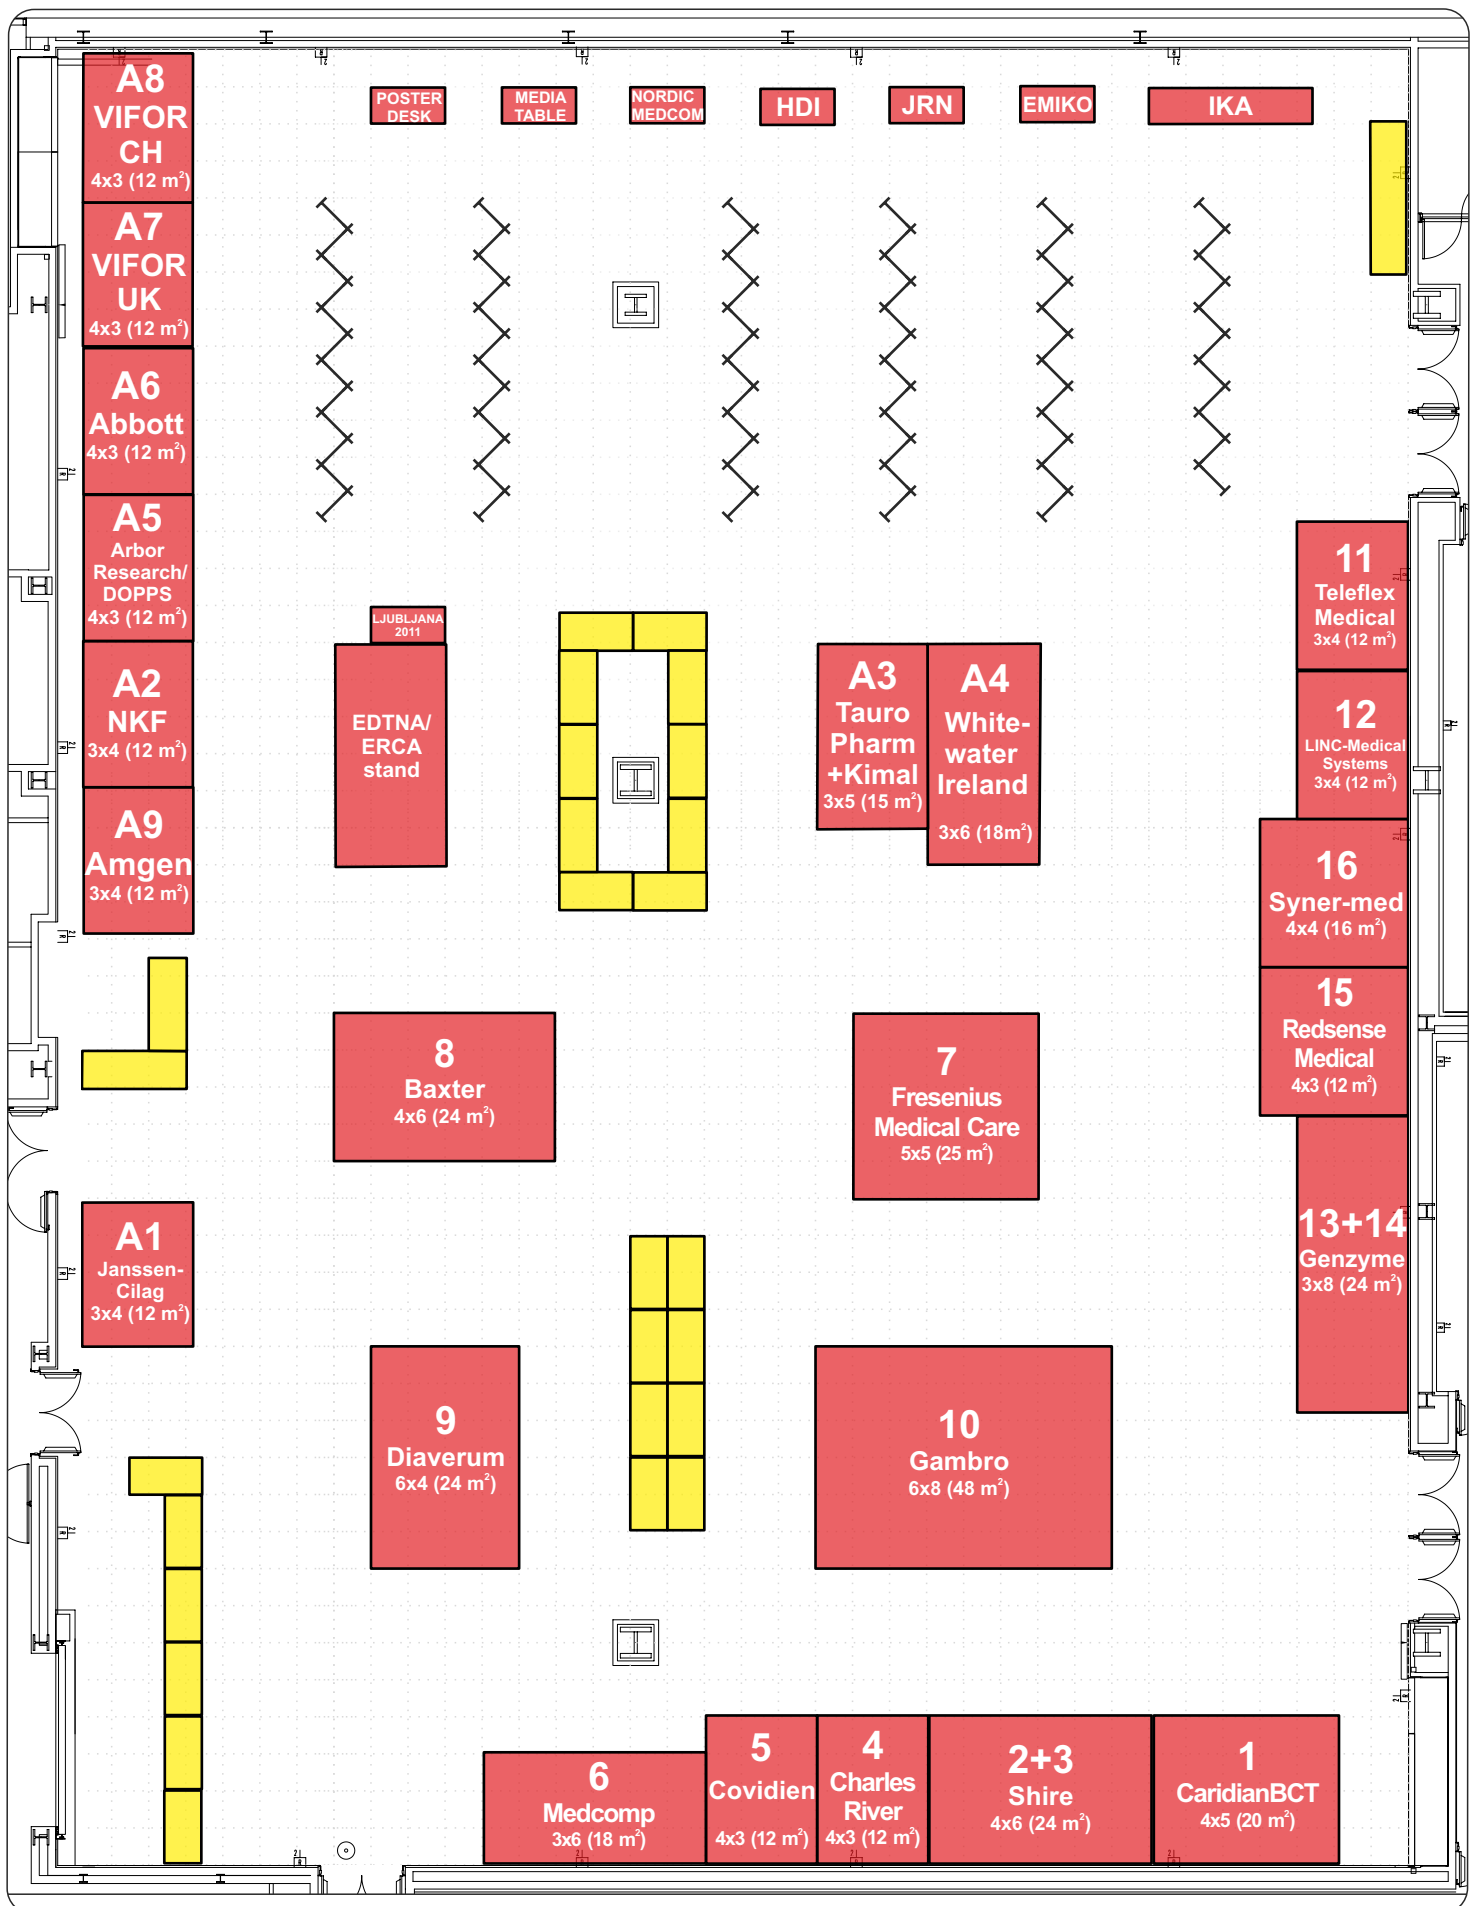 A8
VIFOR
CH
4x3 (12 m²)
POSTER
DESK
MEDIA
TABLE
NORDIC
MEDCOM
HDI
JRN
EMIKO
IKA
A7
VIFOR
UK
4x3 (12 m²)
A6
Abbott
4x3 (12 m²)
A5
Arbor
Research/
DOPPS
4x3 (12 m²)
A2
NKF
3x4 (12 m²)
A9
Amgen
3x4 (12 m²)
LJUBLJANA
2011
EDTNA/
ERCA
stand
A3
Tauro
Pharm
+Kimal
3x5 (15 m²)
A4
White-
water
Ireland
3x6 (18m²)
11
Teleflex
Medical
3x4 (12 m²)
12
LINC-Medical
Systems
3x4 (12 m²)
16
Syner-med
4x4 (16 m²)
15
Redsense
Medical
4x3 (12 m²)
13+14
Genzyme
3x8 (24 m²)
8
Baxter
4x6 (24 m²)
7
Fresenius
Medical Care
5x5 (25 m²)
A1
Janssen-
Cilag
3x4 (12 m²)
9
Diaverum
6x4 (24 m²)
10
Gambro
6x8 (48 m²)
6
Medcomp
3x6 (18 m²)
5
Covidien
4x3 (12 m²)
4
Charles
River
4x3 (12 m²)
2+3
Shire
4x6 (24 m²)
1
CaridianBCT
4x5 (20 m²)